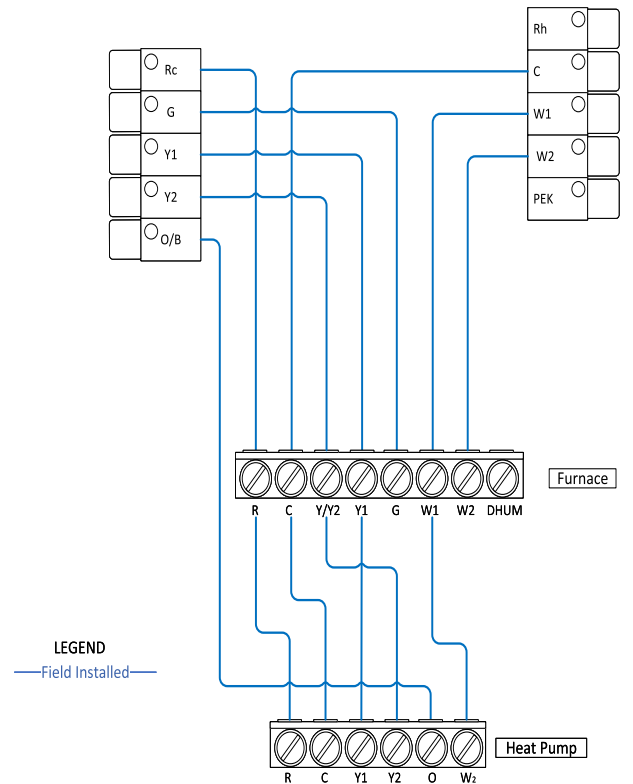 Rc
G
Y1
Y2
O/B
Rh
C
W1
W2
PEK
R C Y/Y2 Y1 G W1 W2 DHUM
Furnace
LEGEND
Field Installed
Heat Pump
R C Y1 Y2 O W₂